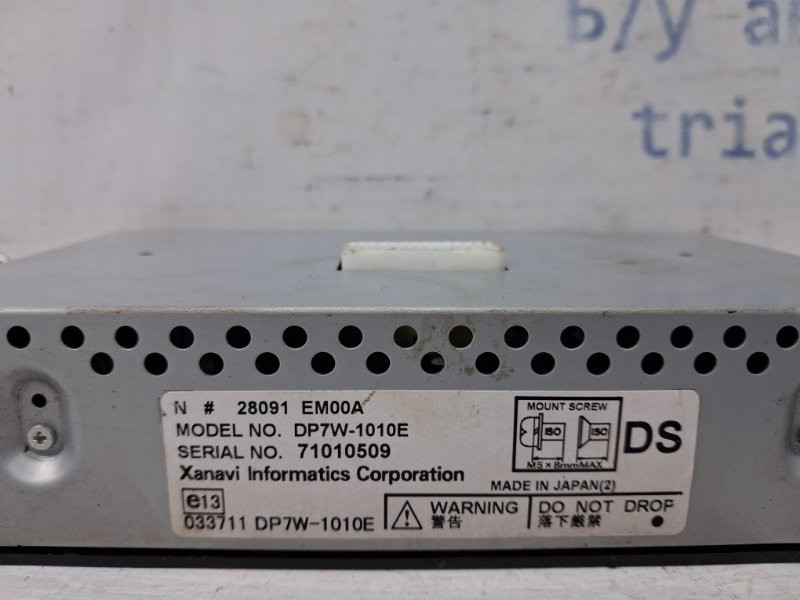 Б/у
tria
N # 28091 EM00A
MODEL NO. DP7W-1010E
SERIAL NO. 71010509
Xanavi Informatics Corporation
e13
033711 DP7W-1010E
MOUNT SCREW
ISO ISO
M5×8mmMAX
DS
MADE IN JAPAN(2)
WARNING
警告
DO NOT DROP
落下厳禁